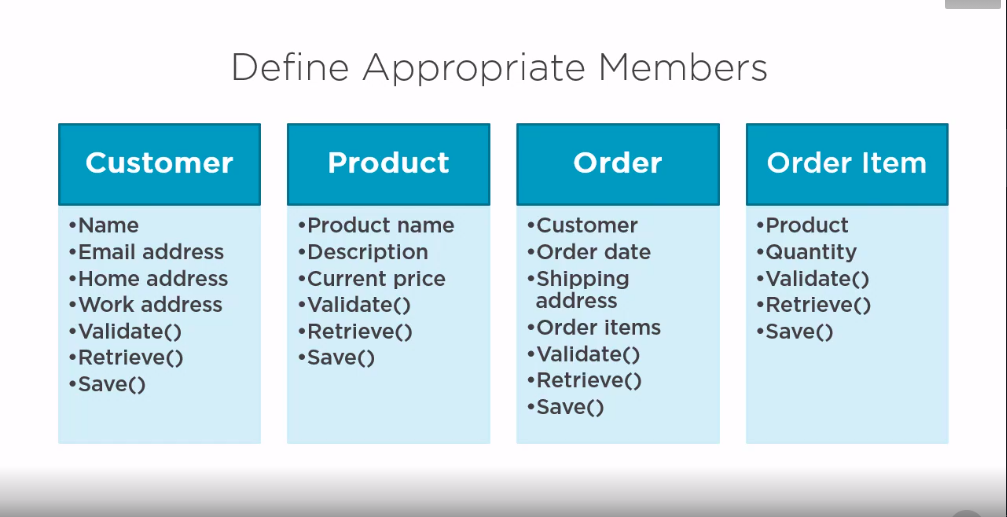 Define Appropriate Members
Customer
•Name
•Email address
•Home address
•Work address
•Validate()
•Retrieve()
•Save()
Product
•Product name
•Description
•Current price
•Validate()
•Retrieve()
•Save()
Order
•Customer
•Order date
•Shipping
address
•Order items
•Validate()
•Retrieve()
•Save()
Order Item
•Product
•Quantity
•Validate()
•Retrieve()
•Save()